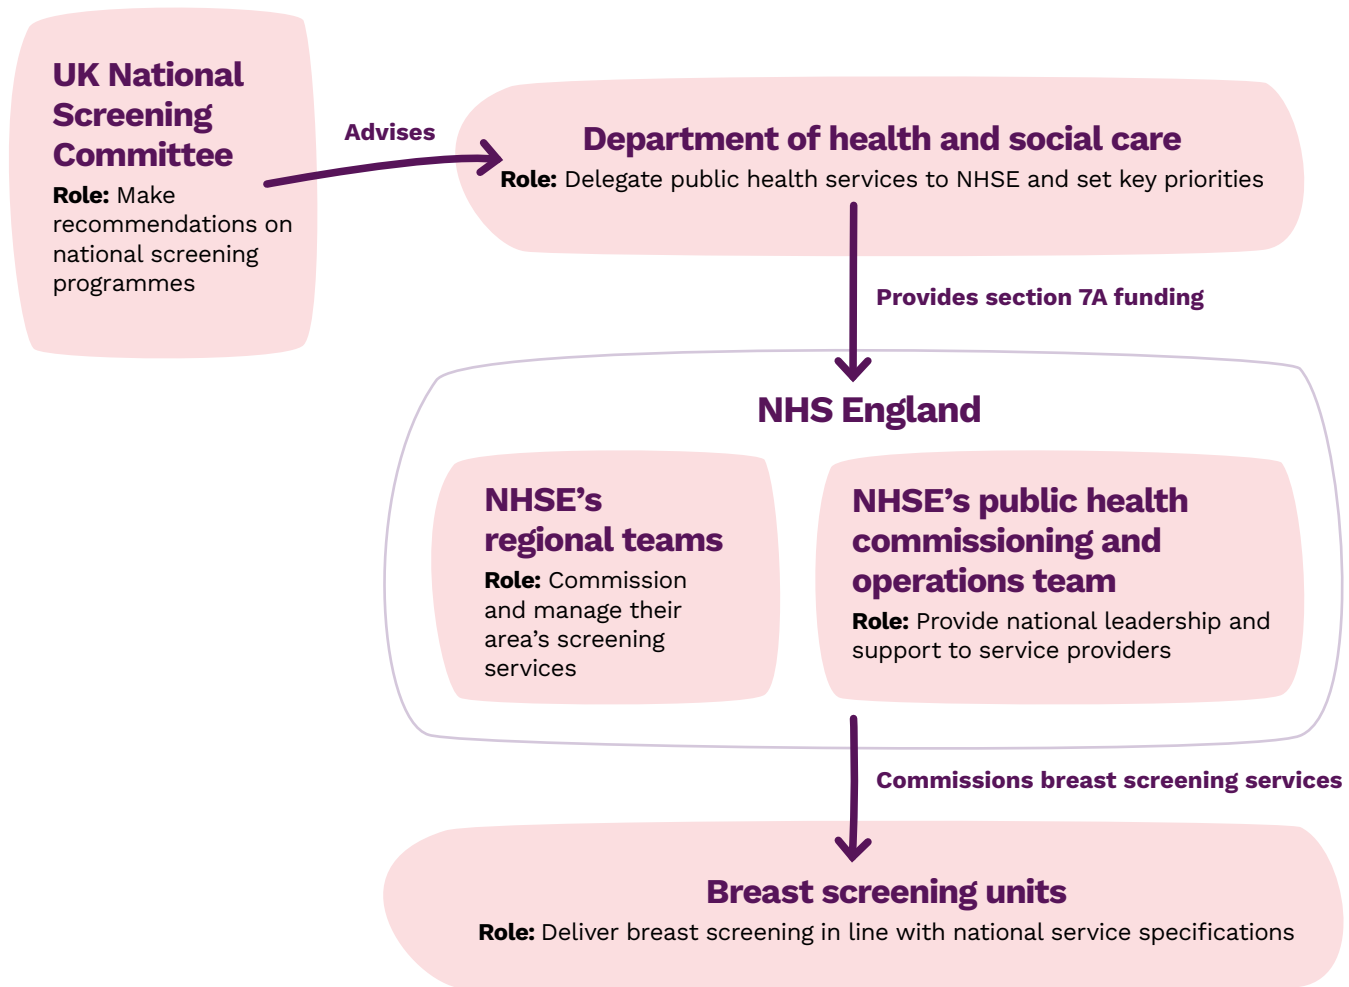 UK National
Screening
Committee
Role: Make
recommendations on
national screening
programmes
Advises
Department of health and social care
Role: Delegate public health services to NHSE and set key priorities
Provides section 7A funding
NHS England
NHSE’s
regional teams
Role: Commission
and manage their
area’s screening
services
NHSE’s public health
commissioning and
operations team
Role: Provide national leadership and
support to service providers
Commissions breast screening services
Breast screening units
Role: Deliver breast screening in line with national service specifications